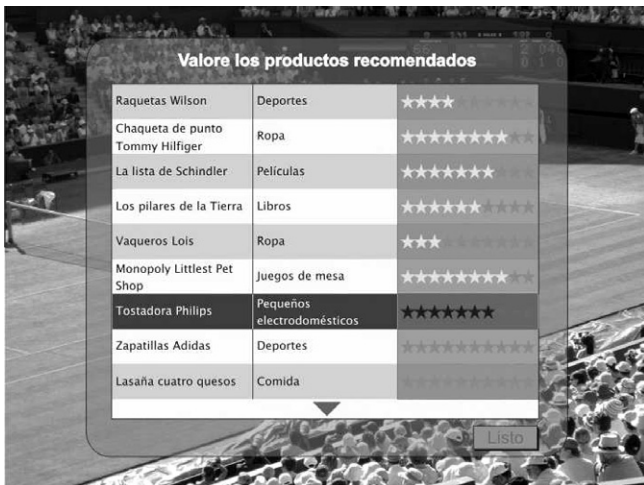 Valore los productos recomendados
Raquetas Wilson Deportes
Chaqueta de punto
Tommy Hilfiger
Ropa
La lista de Schindler Películas
Los pilares de la Tierra Libros
Vaqueros Lois Ropa
Monopoly Littlest Pet
Shop
Juegos de mesa
Tostadora Philips
Pequeños
electrodomésticos
Zapatillas Adidas Deportes
Lasaña cuatro quesos Comida
Listo